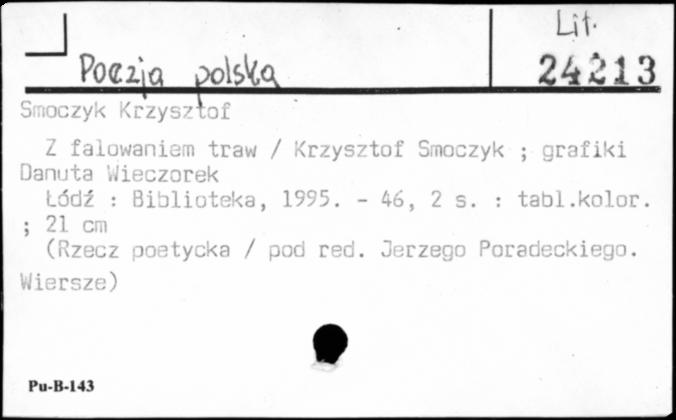 Poezja polska
Lit.
24213
Smoczyk Krzysztof
Z falowaniem traw / Krzysztof Smoczyk ; grafiki
Danuta Wieczorek
Łódź : Biblioteka, 1995. - 46, 2 s. : tabl.kolor.
; 21 cm
(Rzecz poetycka / pod red. Jerzego Poradeckiego.
Wiersze)
Pu-B-143